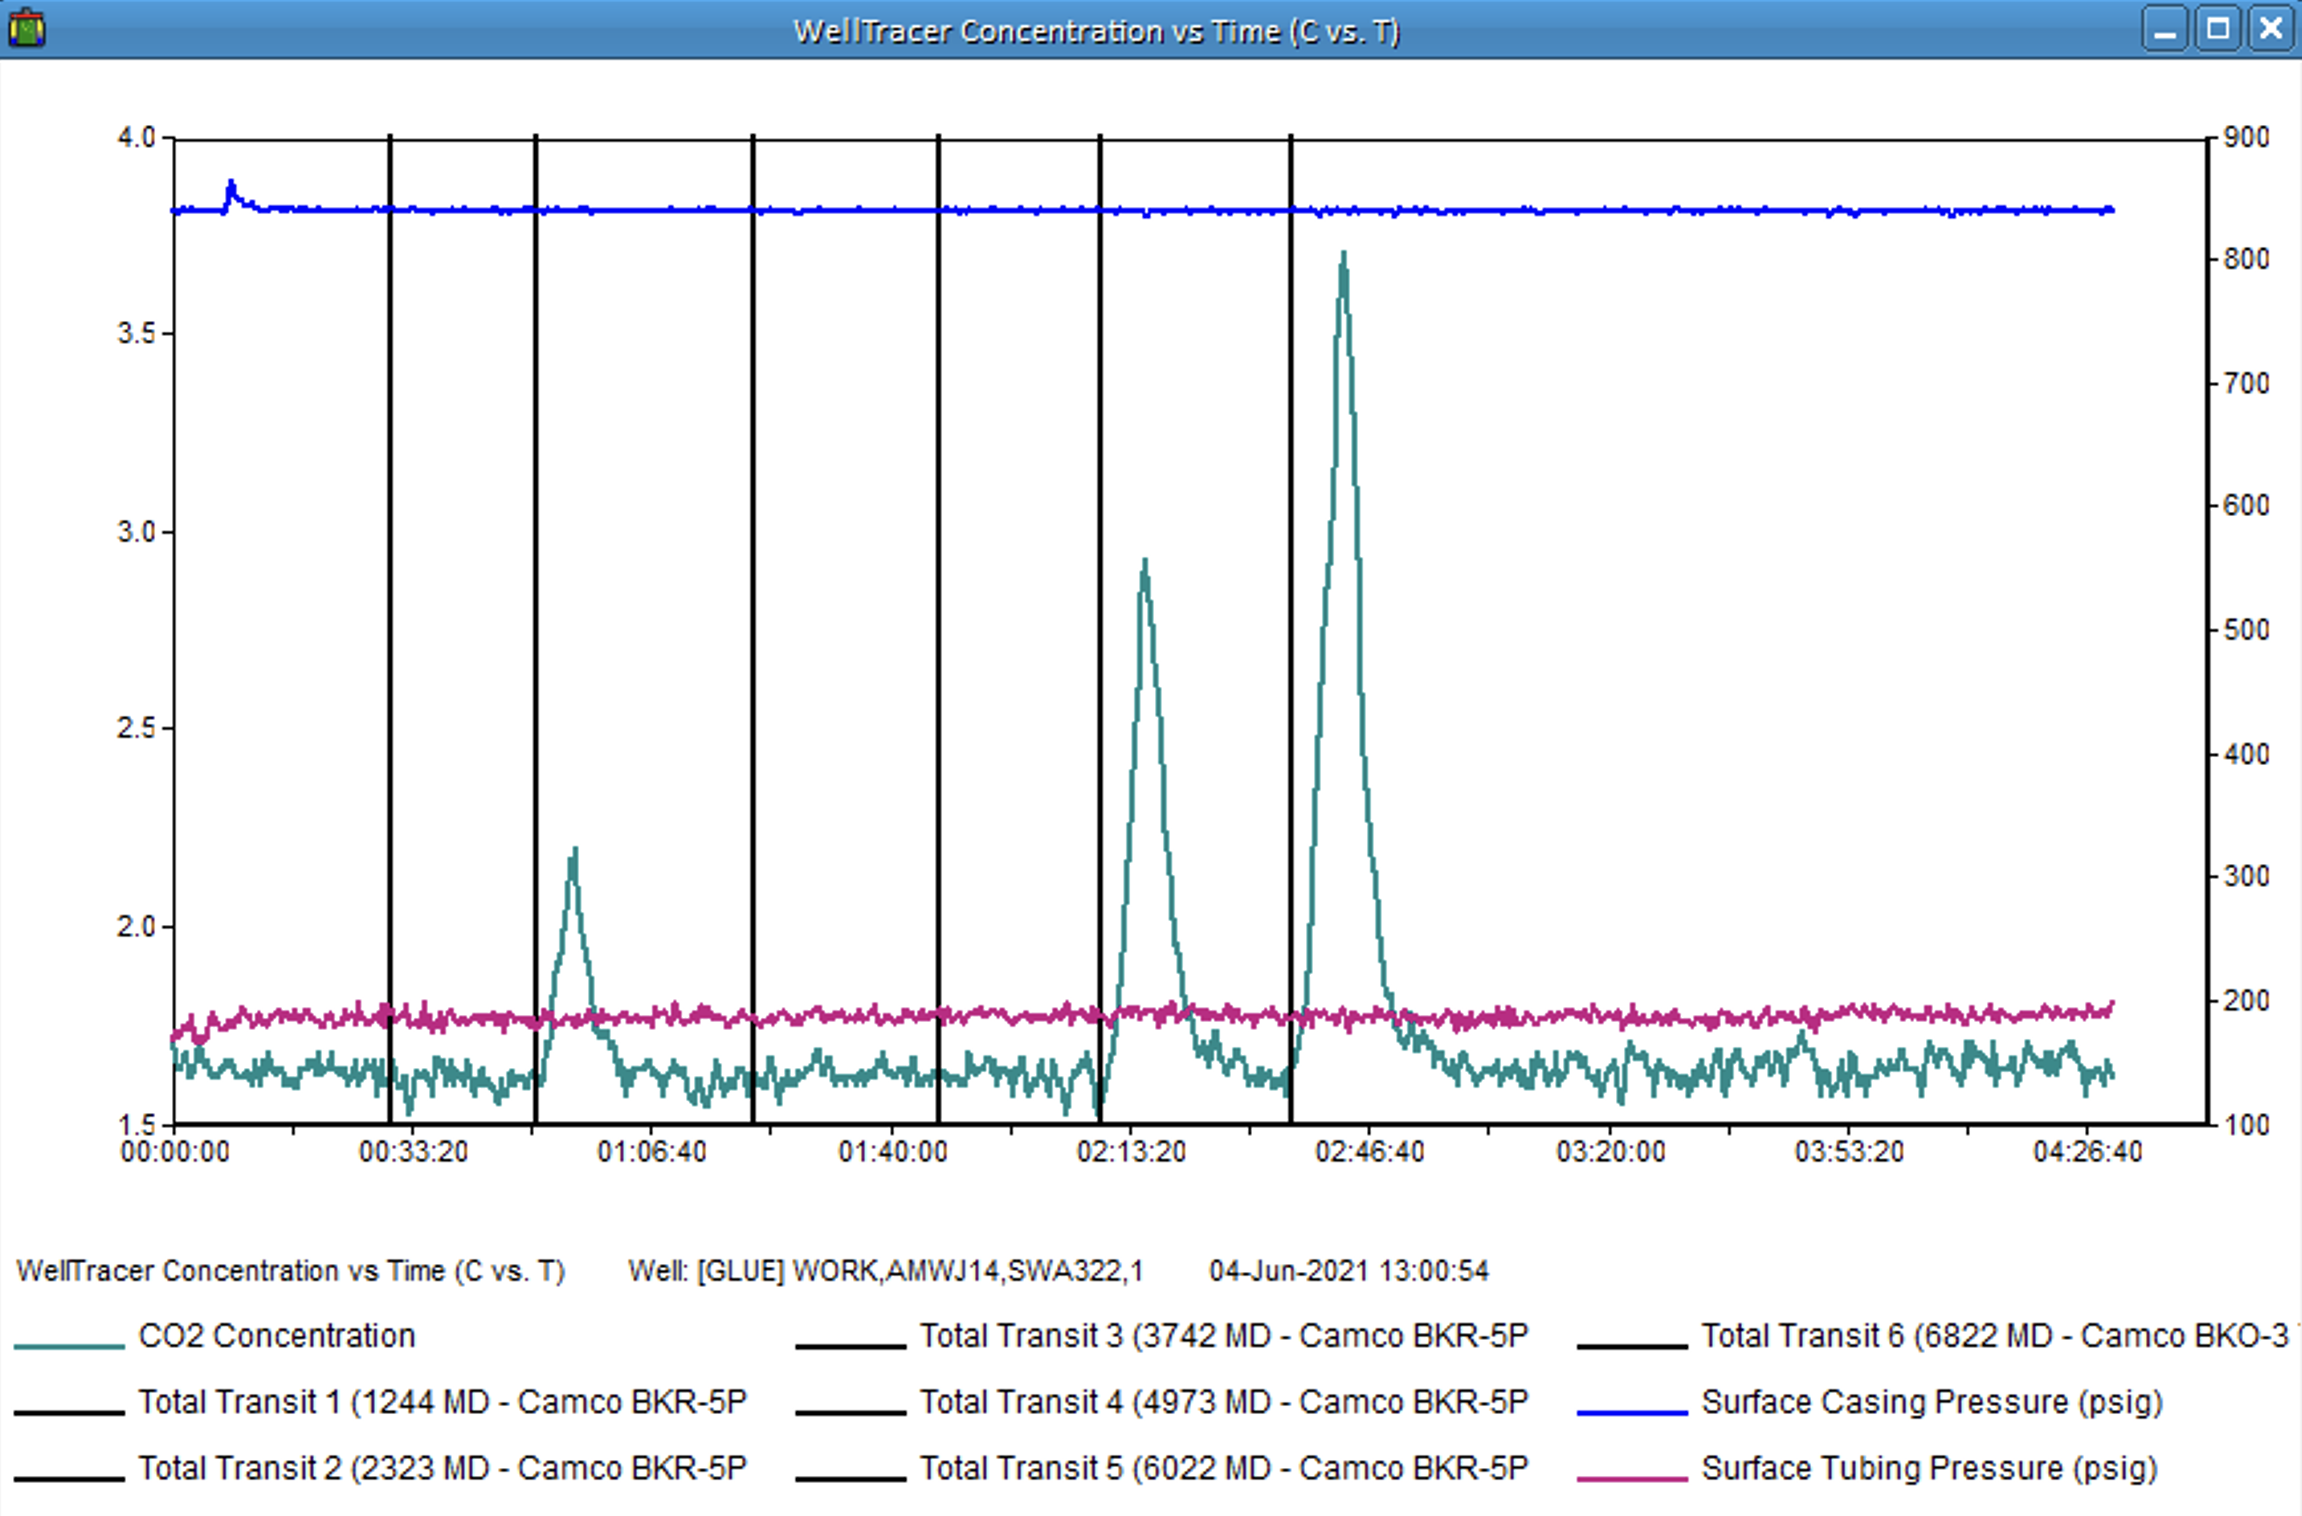 WellTracer Concentration vs Time (C vs. T)
4.0
3.5
3.0
2.5
2.0
1.5
900
800
700
600
500
400
300
200
100
00:00:00 00:33:20 01:06:40 01:40:00 02:13:20 02:46:40 03:20:00 03:53:20 04:26:40
WellTracer Concentration vs Time (C vs. T) Well: [GLUE] WORK,AMWJ14,SWA322,1 04-Jun-2021 13:00:54
CO2 Concentration Total Transit 3 (3742 MD - Camco BKR-5P Total Transit 6 (6822 MD - Camco BKO-3
Total Transit 1 (1244 MD - Camco BKR-5P Total Transit 4 (4973 MD - Camco BKR-5P Surface Casing Pressure (psig)
Total Transit 2 (2323 MD - Camco BKR-5P Total Transit 5 (6022 MD - Camco BKR-5P Surface Tubing Pressure (psig)